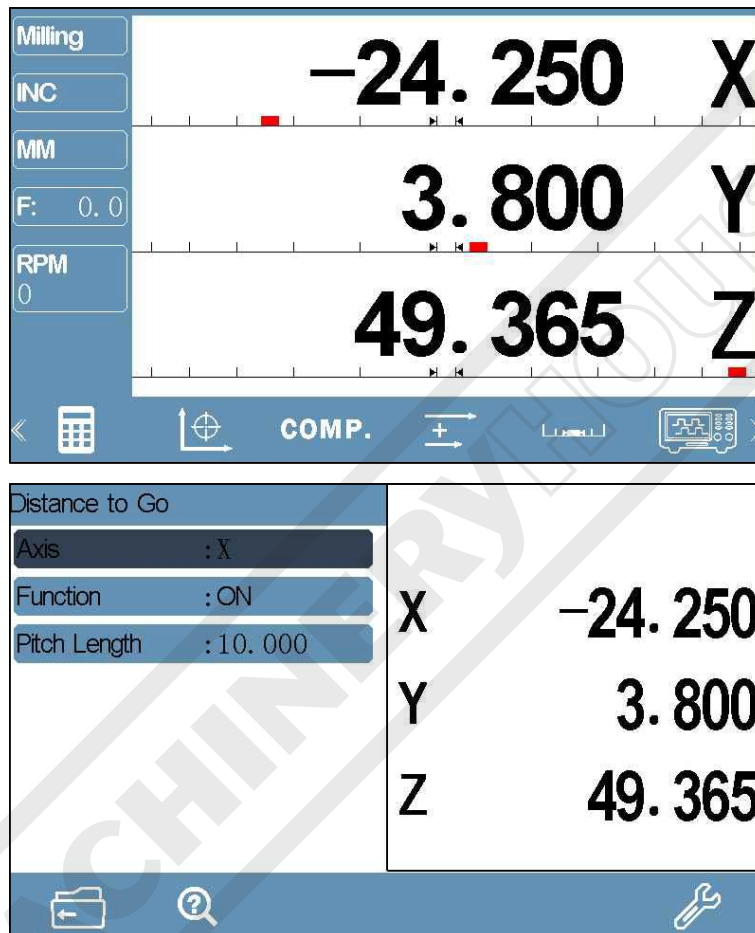 Milling
-24.250 X
INC
MM
3.800 Y
F: 0.0
RPM
0
49.365 Z
COMP.
Distance to Go
Axis :X
Function :ON
Pitch Length :10.000
X -24.250
Y 3.800
Z 49.365
MACHINERYHOUSE